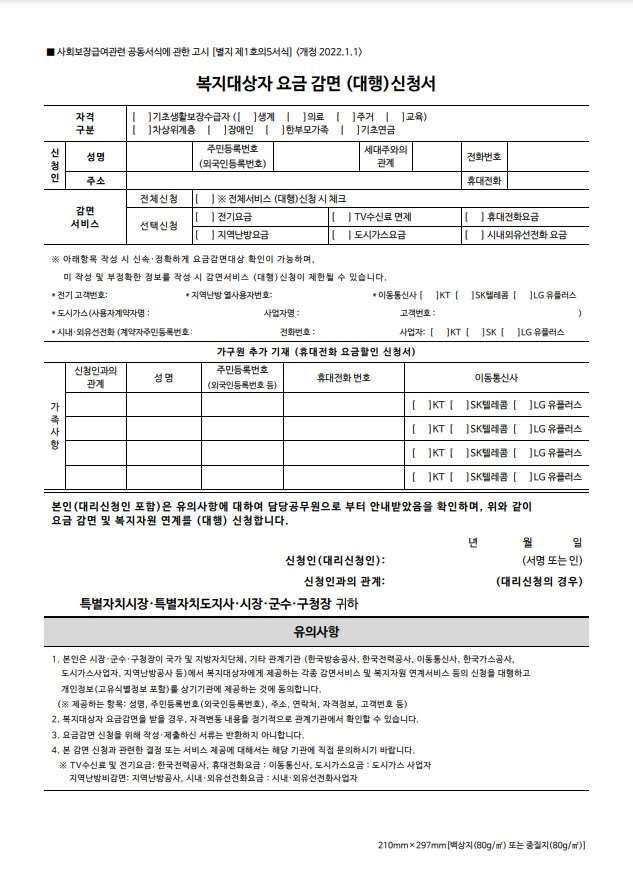 ■ 사회보장급여관련 공통서식에 관한 고시 [별지 제1호의5서식] 〈개정 2022.1.1〉
복지대상자 요금 감면 (대행)신청서
자격
구분
[ ]기초생활보장수급자 ([ ]생계 [ ]의료 [ ]주거 [ ]교육)
[ ]차상위계층 [ ]장애인 [ ]한부모가족 [ ]기초연금
신청인
성명
주민등록번호
(외국인등록번호)
세대주와의
관계
전화번호
주소
휴대전화
감면
서비스
전체신청
[ ] ※ 전체서비스 (대행)신청 시 체크
선택신청
[ ] 전기요금 [ ] TV수신료 면제 [ ] 휴대전화요금
[ ] 지역난방요금 [ ] 도시가스요금 [ ] 시내외유선전화 요금
※ 아래항목 작성 시 신속·정확하게 요금감면대상 확인이 가능하며,
미 작성 및 부정확한 정보를 작성 시 감면서비스 (대행)신청이 제한될 수 있습니다.
* 전기 고객번호: * 지역난방 열사용자번호: * 이동통신사 [ ]KT [ ]SK텔레콤 [ ]LG 유플러스
* 도시가스(사용자계약자명 : 사업자명 : 고객번호 : )
* 시내·외유선전화 (계약자주민등록번호 : 전화번호 : 사업자: [ ]KT [ ]SK [ ]LG 유플러스
가구원 추가 기재 (휴대전화 요금할인 신청서)
가족사항
신청인과의
관계
성 명
주민등록번호
(외국인등록번호 등)
휴대전화 번호
이동통신사
[ ]KT [ ]SK텔레콤 [ ]LG 유플러스
[ ]KT [ ]SK텔레콤 [ ]LG 유플러스
[ ]KT [ ]SK텔레콤 [ ]LG 유플러스
[ ]KT [ ]SK텔레콤 [ ]LG 유플러스
본인(대리신청인 포함)은 유의사항에 대하여 담당공무원으로 부터 안내받았음을 확인하며, 위와 같이
요금 감면 및 복지자원 연계를 (대행) 신청합니다.
년 월 일
신청인(대리신청인): (서명 또는 인)
신청인과의 관계: (대리신청의 경우)
특별자치시장·특별자치도지사·시장·군수·구청장 귀하
유의사항
1. 본인은 시장·군수·구청장이 국가 및 지방자치단체, 기타 관계기관 (한국방송공사, 한국전력공사, 이동통신사, 한국가스공사,
도시가스사업자, 지역난방공사 등)에서 복지대상자에게 제공하는 각종 감면서비스 및 복지자원 연계서비스 등의 신청을 대행하고
개인정보(고유식별정보 포함)를 상기기관에 제공하는 것에 동의합니다.
(※ 제공하는 항목: 성명, 주민등록번호(외국인등록번호), 주소, 연락처, 자격정보, 고객번호 등)
2. 복지대상자 요금감면을 받을 경우, 자격변동 내용을 정기적으로 관계기관에서 확인할 수 있습니다.
3. 요금감면 신청을 위해 작성·제출하신 서류는 반환하지 아니합니다.
4. 본 감면 신청과 관련한 결정 또는 서비스 제공에 대해서는 해당 기관에 직접 문의하시기 바랍니다.
※ TV수신료 및 전기요금: 한국전력공사, 휴대전화요금 : 이동통신사, 도시가스요금 : 도시가스 사업자
지역난방비감면: 지역난방공사, 시내·외유선전화요금 : 시내·외유선전화사업자
210mm×297mm[백상지(80g/㎡) 또는 중질지(80g/㎡)]